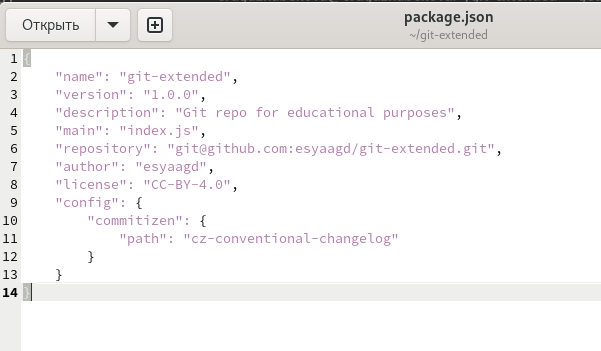 Открыть
package.json
~/git-extended
1 {
2     "name": "git-extended",
3     "version": "1.0.0",
4     "description": "Git repo for educational purposes",
5     "main": "index.js",
6     "repository": "git@github.com:esyaagd/git-extended.git",
7     "author": "esyaagd",
8     "license": "CC-BY-4.0",
9     "config": {
10         "commitizen": {
11             "path": "cz-conventional-changelog"
12         }
13     }
14 }